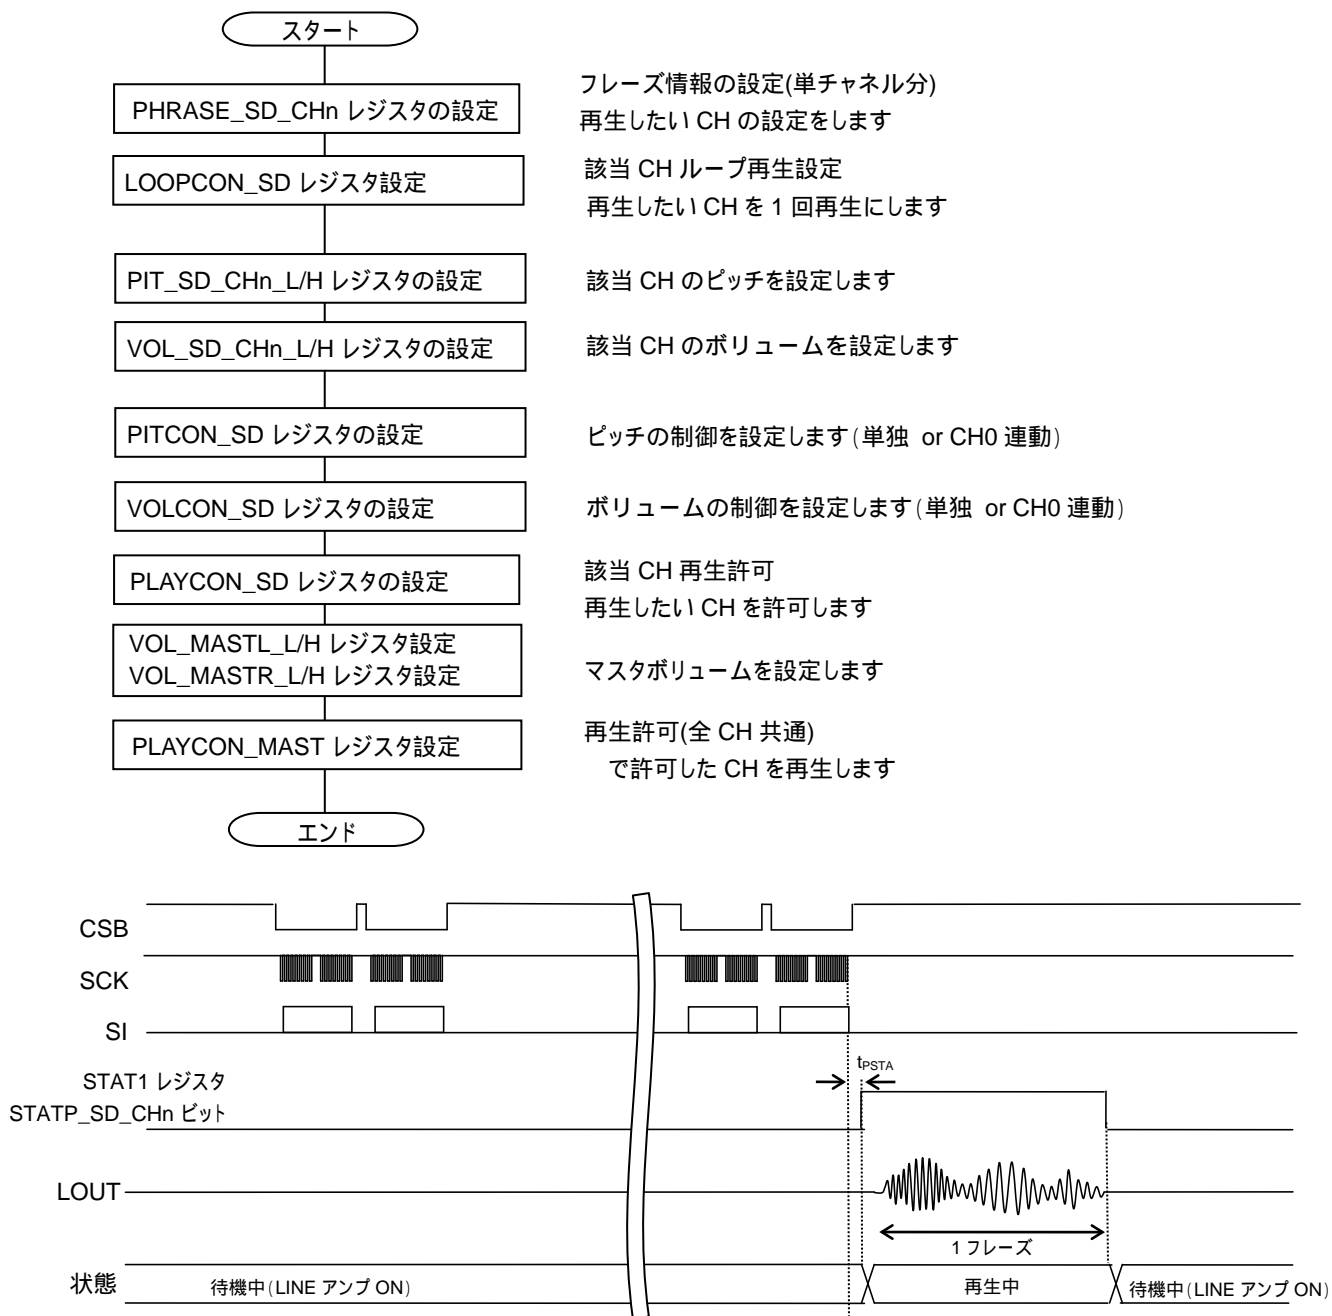 スタート
PHRASE_SD_CHn レジスタの設定
フレーズ情報の設定(単チャネル分)
再生したい CH の設定をします
LOOPCON_SD レジスタ設定
該当 CH ループ再生設定
再生したい CH を 1 回再生にします
PIT_SD_CHn_L/H レジスタの設定
該当 CH のピッチを設定します
VOL_SD_CHn_L/H レジスタの設定
該当 CH のボリュームを設定します
PITCON_SD レジスタの設定
ピッチの制御を設定します(単独 or CH0 連動)
VOLCON_SD レジスタの設定
ボリュームの制御を設定します(単独 or CH0 連動)
PLAYCON_SD レジスタの設定
該当 CH 再生許可
再生したい CH を許可します
VOL_MASTL_L/H レジスタ設定
VOL_MASTR_L/H レジスタ設定
マスタボリュームを設定します
PLAYCON_MAST レジスタ設定
再生許可(全 CH 共通)
で許可した CH を再生します
エンド
CSB
SCK
SI
tPSTA
STAT1 レジスタ
STATP_SD_CHn ビット
LOUT
1 フレーズ
状態
待機中(LINE アンプ ON)
再生中
待機中(LINE アンプ ON)